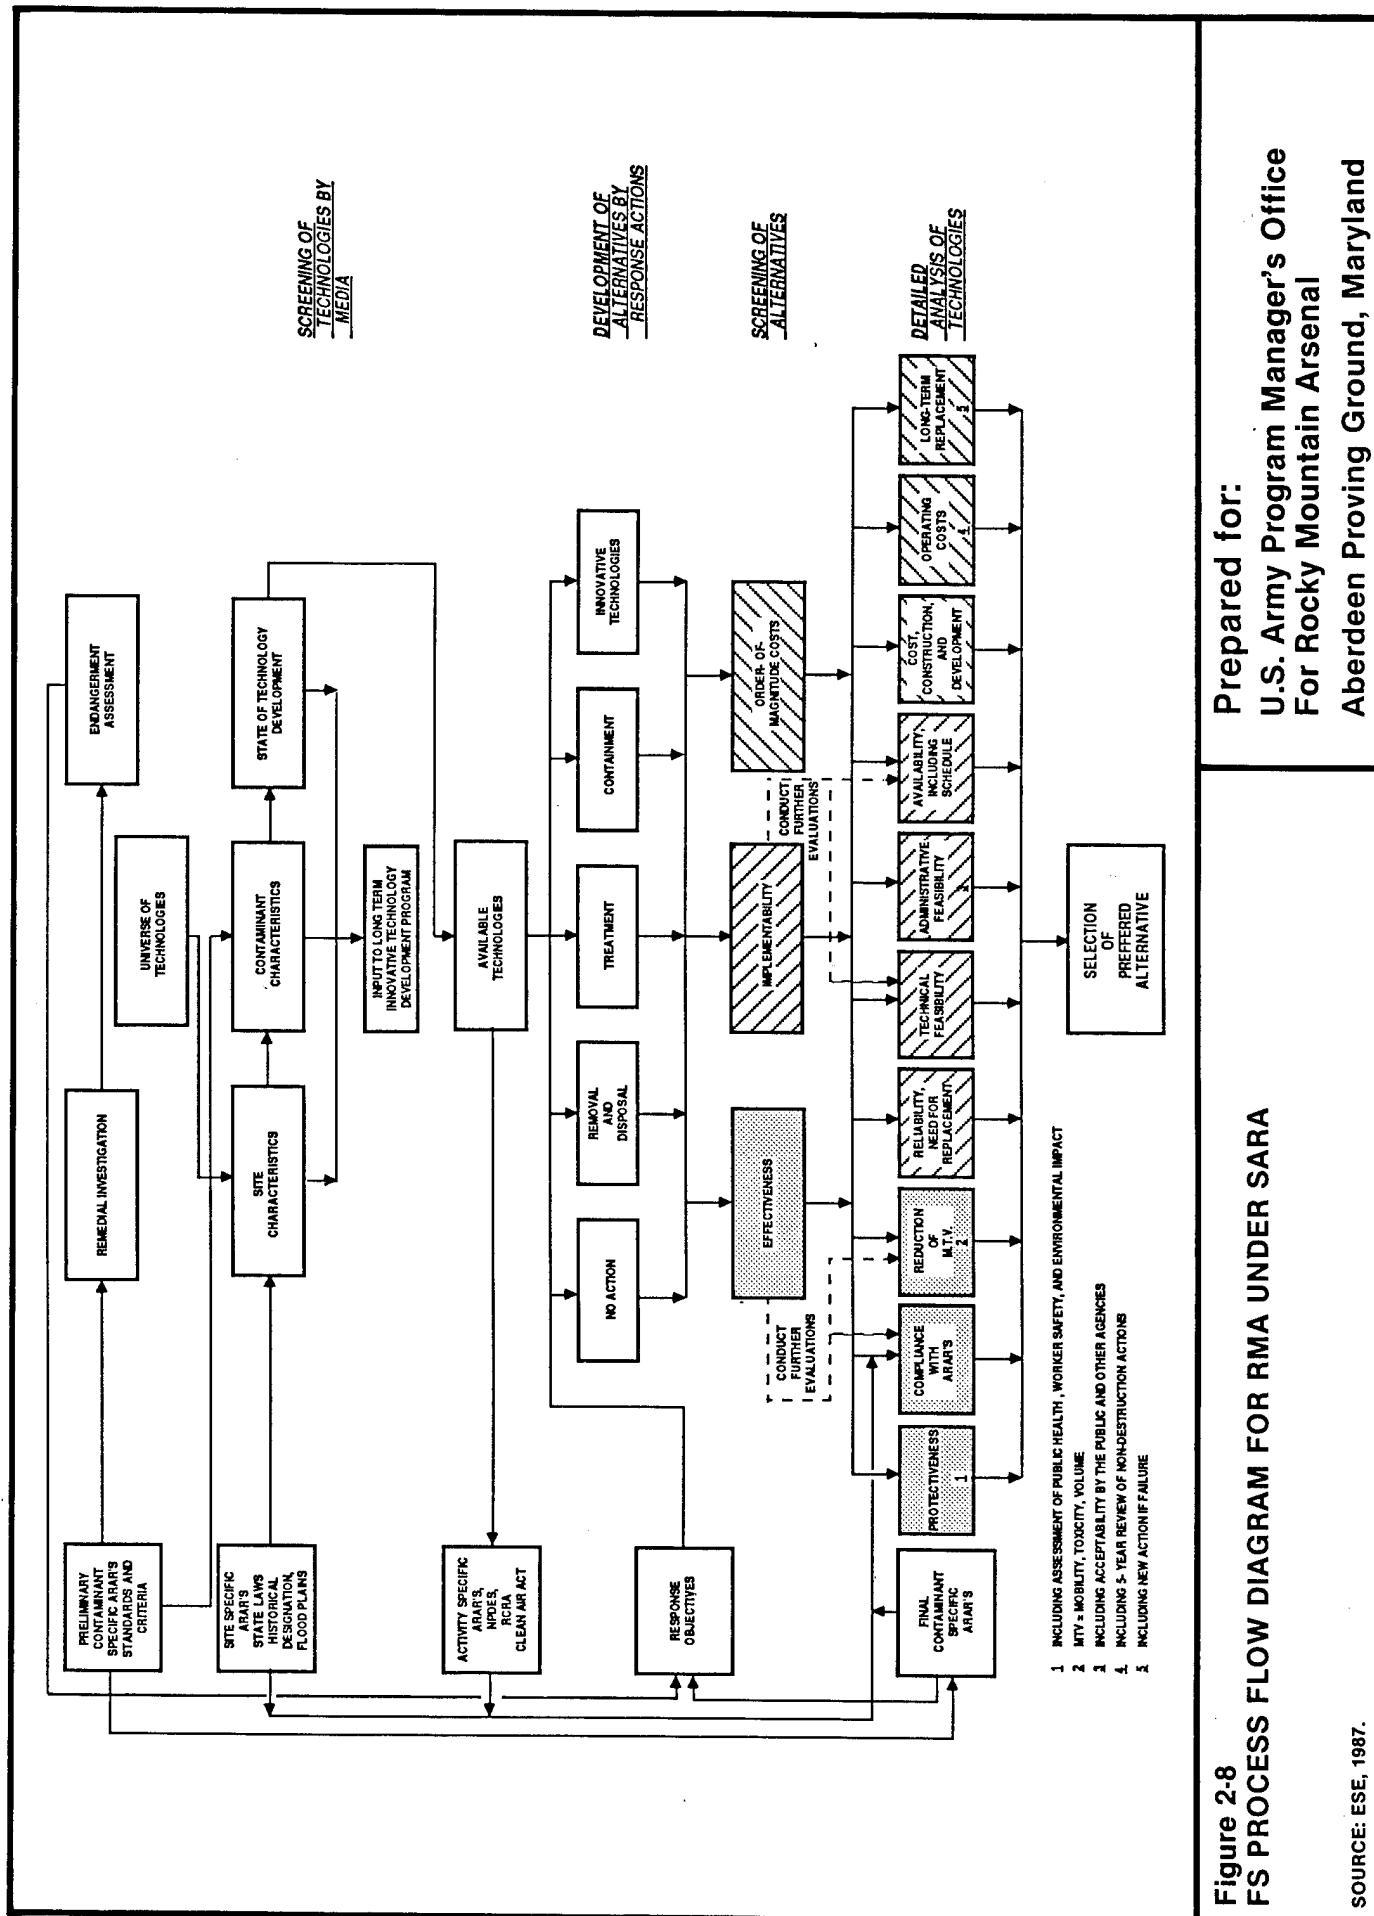 PRELIMINARY
CONTAMINANT
SPECIFIC ARAR'S
STANDARDS AND
CRITERIA
REMEDIAL INVESTIGATION
ENDANGERMENT
ASSESSMENT
UNIVERSE OF
TECHNOLOGIES
SITE SPECIFIC
ARAR'S
STATE LAWS
HISTORICAL
DESIGNATION,
FLOOD PLAINS
SITE
CHARACTERISTICS
CONTAMINANT
CHARACTERISTICS
STATE OF TECHNOLOGY
DEVELOPMENT
SCREENING OF
TECHNOLOGIES BY
MEDIA
INPUT TO LONG TERM
INNOVATIVE TECHNOLOGY
DEVELOPMENT PROGRAM
ACTIVITY SPECIFIC
ARAR'S,
NPDES,
RCRA
CLEAN AIR ACT
AVAILABLE
TECHNOLOGIES
RESPONSE
OBJECTIVES
NO ACTION
REMOVAL
AND
DISPOSAL
TREATMENT
CONTAINMENT
INNOVATIVE
TECHNOLOGIES
DEVELOPMENT OF
ALTERNATIVES BY
RESPONSE ACTIONS
EFFECTIVENESS
IMPLEMENTABILITY
ORDER-OF-
MAGNITUDE COSTS
SCREENING OF
ALTERNATIVES
CONDUCT
FURTHER
EVALUATIONS
CONDUCT
FURTHER
EVALUATIONS
FINAL
CONTAMINANT
SPECIFIC
ARAR'S
PROTECTIVENESS
1
COMPLIANCE
WITH
ARAR'S
REDUCTION
OF
M.T.V.
2
RELIABILITY,
NEED FOR
REPLACEMENT
TECHNICAL
FEASIBILITY
ADMINISTRATIVE
FEASIBILITY
3
AVAILABILITY,
INCLUDING
SCHEDULE
COST,
CONSTRUCTION,
AND
DEVELOPMENT
OPERATING
COSTS
4
LONG-TERM
REPLACEMENT
5
DETAILED
ANALYSIS OF
TECHNOLOGIES
SELECTION
OF
PREFFERED
ALTERNATIVE
1 INCLUDING ASSESSMENT OF PUBLIC HEALTH, WORKER SAFETY, AND ENVIRONMENTAL IMPACT
2 MTV = MOBILITY, TOXICITY, VOLUME
3 INCLUDING ACCEPTABILITY BY THE PUBLIC AND OTHER AGENCIES
4 INCLUDING 5-YEAR REVIEW OF NON-DESTRUCTION ACTIONS
5 INCLUDING NEW ACTION IF FAILURE
Figure 2-8
FS PROCESS FLOW DIAGRAM FOR RMA UNDER SARA
SOURCE: ESE, 1987.
Prepared for:
U.S. Army Program Manager's Office
For Rocky Mountain Arsenal
Aberdeen Proving Ground, Maryland